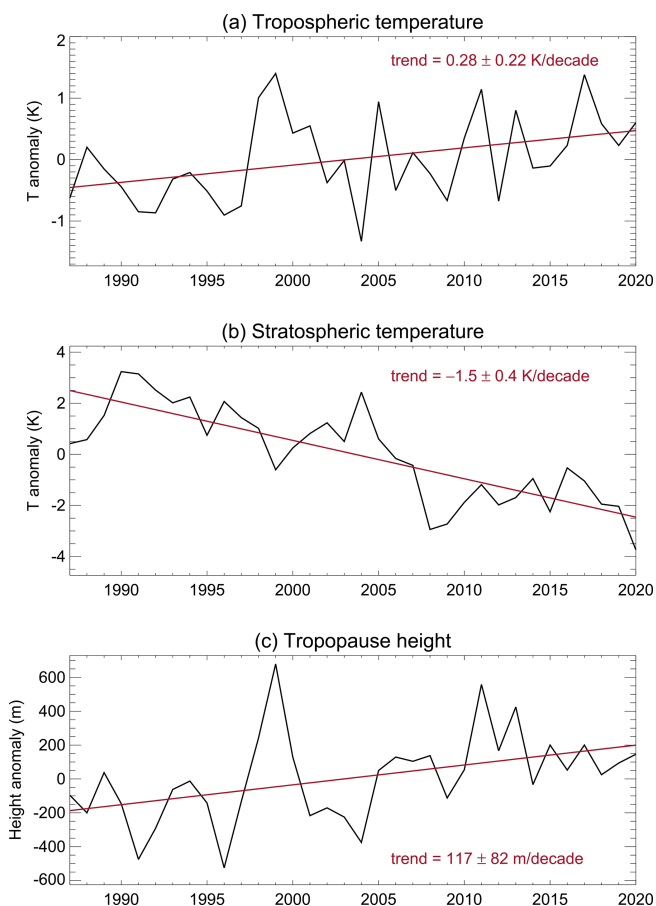 (a) Tropospheric temperature
trend = 0.28 ± 0.22 K/decade
T anomaly (K)
2
1
0
-1
1990 1995 2000 2005 2010 2015 2020
(b) Stratospheric temperature
trend = –1.5 ± 0.4 K/decade
T anomaly (K)
4
2
0
-2
-4
1990 1995 2000 2005 2010 2015 2020
(c) Tropopause height
Height anomaly (m)
600
400
200
0
-200
-400
-600
trend = 117 ± 82 m/decade
1990 1995 2000 2005 2010 2015 2020